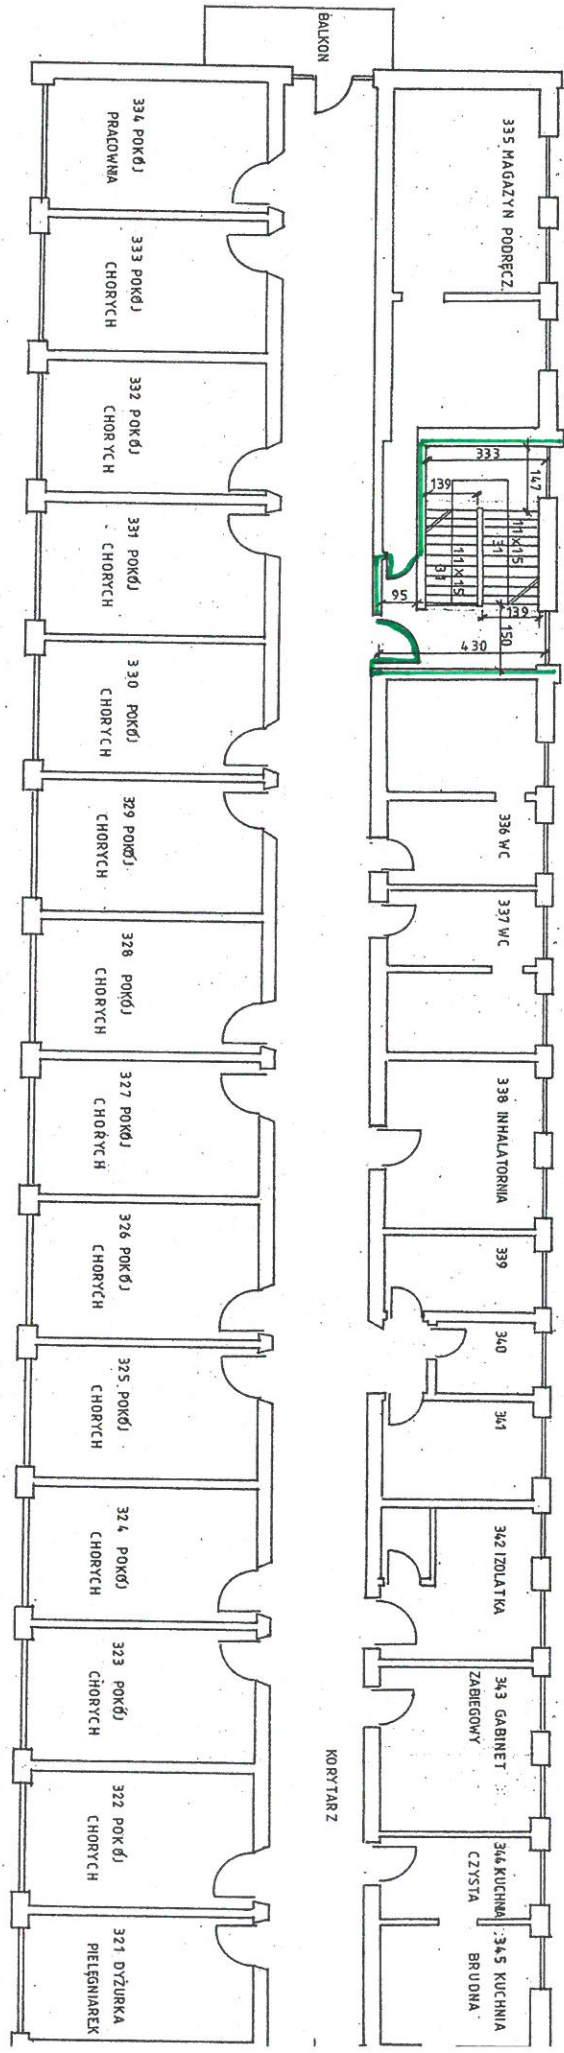 BALKON
334 POKÓJ
PRACOWNIA
333 POKÓJ
CHORYCH
332 POKÓJ
CHORYCH
331 POKÓJ
CHORYCH
330 POKÓJ
CHORYCH
329 POKÓJ
CHORYCH
328 POKÓJ
CHORYCH
327 POKÓJ
CHORYCH
326 POKÓJ
CHORYCH
325 POKÓJ
CHORYCH
324 POKÓJ
CHORYCH
323 POKÓJ
CHORYCH
322 POKÓJ
CHORYCH
321 DYŻURKA
PIELĘGNIAREK
KORYTARZ
335 MAGAZYN PODRĘCZ.
333
147
139
11×15
31
11×15
31
95
139
150
430
336 WC
337 WC
338 INHALATORNIA
339
340
341
342 IZOLATKA
343 GABINET
ZABIEGOWY
344 KUCHNIA
CZYSTA
345 KUCHNIA
BRUDNA